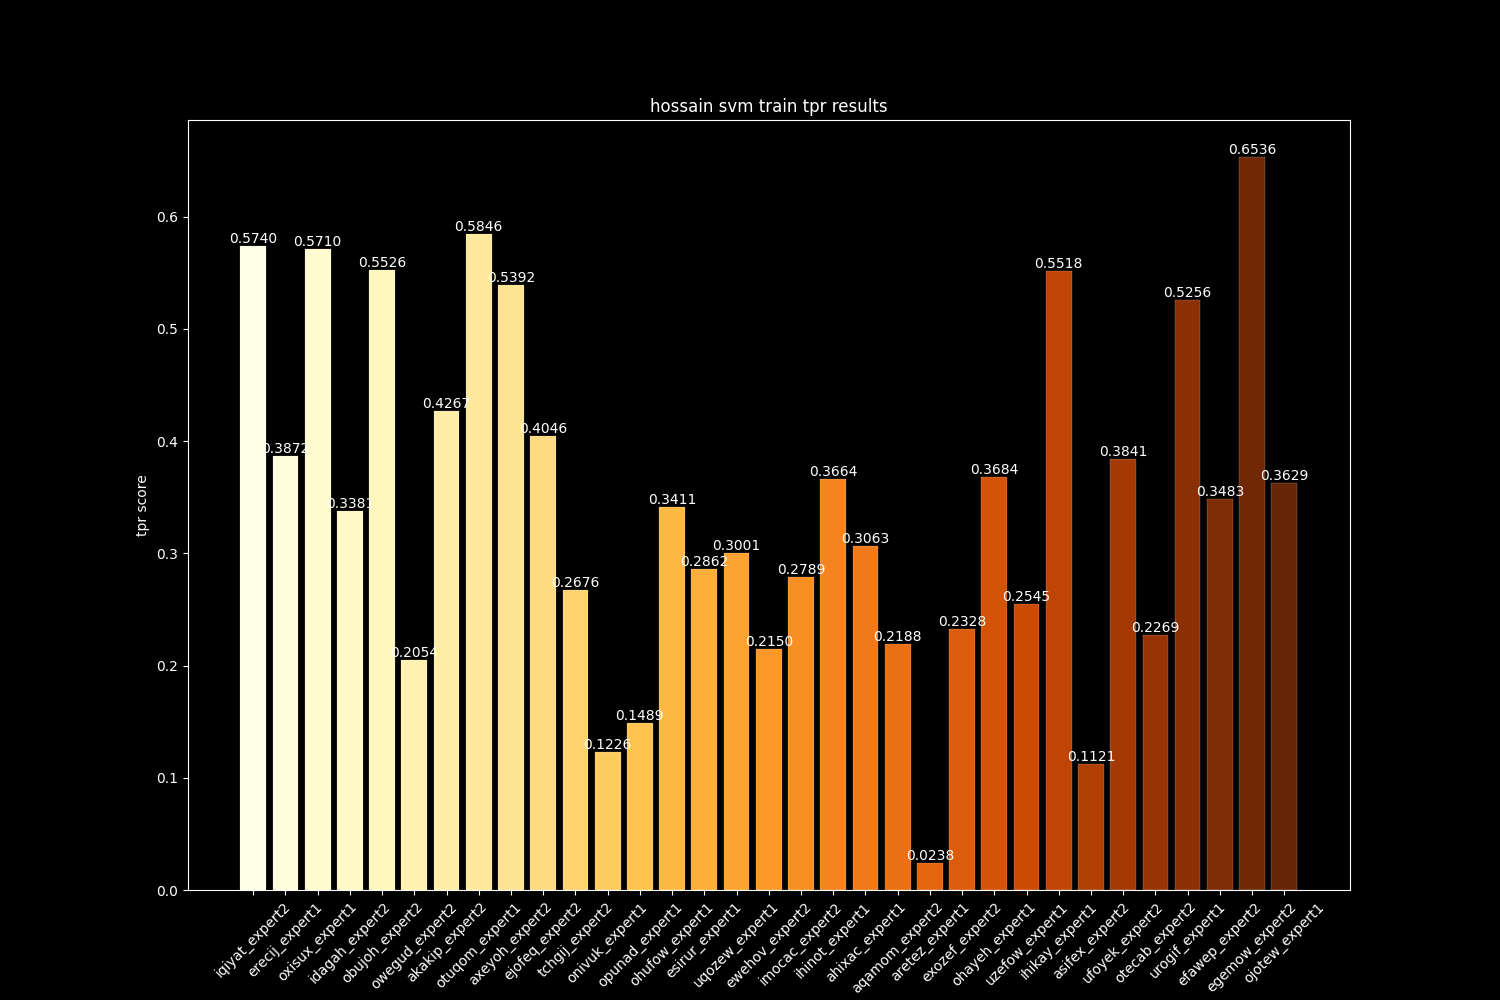 hossain svm train tpr results
tpr score
0.6
0.5
0.4
0.3
0.2
0.1
0.0
0.5740
0.3872
0.5710
0.3381
0.5526
0.2054
0.4267
0.5846
0.5392
0.4046
0.2676
0.1226
0.1489
0.3411
0.2862
0.3001
0.2150
0.2789
0.3664
0.3063
0.2188
0.0238
0.2328
0.3684
0.2545
0.5518
0.1121
0.3841
0.2269
0.5256
0.3483
0.6536
0.3629
iqjyat_expert2
erecij_expert1
oxisux_expert1
idagah_expert2
obujoh_expert2
owegud_expert2
akakip_expert2
otuqom_expert1
axeyoh_expert2
ejofeq_expert2
tchgjj_expert2
onivuk_expert1
opunad_expert1
ohufow_expert1
esirur_expert1
uqozew_expert1
ewehov_expert2
imocac_expert2
ihinot_expert1
ahixac_expert1
aqamom_expert2
aretez_expert1
exozef_expert2
ohayeh_expert1
uzefow_expert1
ihikay_expert1
asifex_expert2
ufoyek_expert2
otecab_expert2
urogif_expert1
efawep_expert2
egemow_expert2
ojotew_expert1